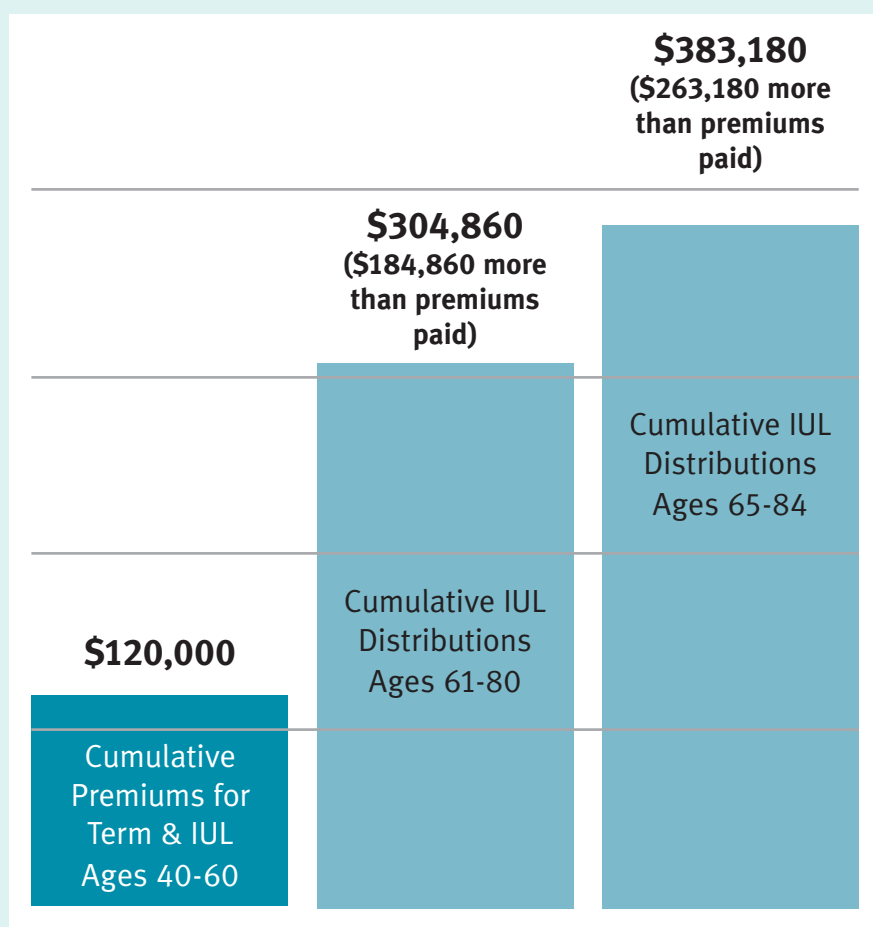 $383,180
($263,180 more
than premiums
paid)
$304,860
($184,860 more
than premiums
paid)
Cumulative IUL
Distributions
Ages 65-84
$120,000
Cumulative IUL
Distributions
Ages 61-80
Cumulative
Premiums for
Term & IUL
Ages 40-60